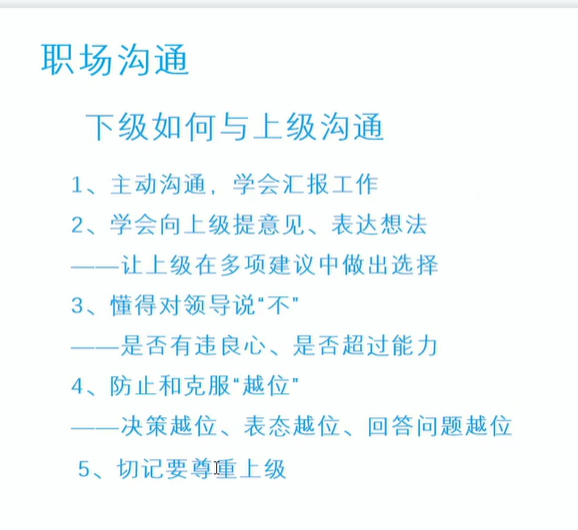 职场沟通
下级如何与上级沟通
1、主动沟通，学会汇报工作
2、学会向上级提意见、表达想法
——让上级在多项建议中做出选择
3、懂得对领导说“不”
——是否有违良心、是否超过能力
4、防止和克服“越位”
——决策越位、表态越位、回答问题越位
5、切记要尊重上级